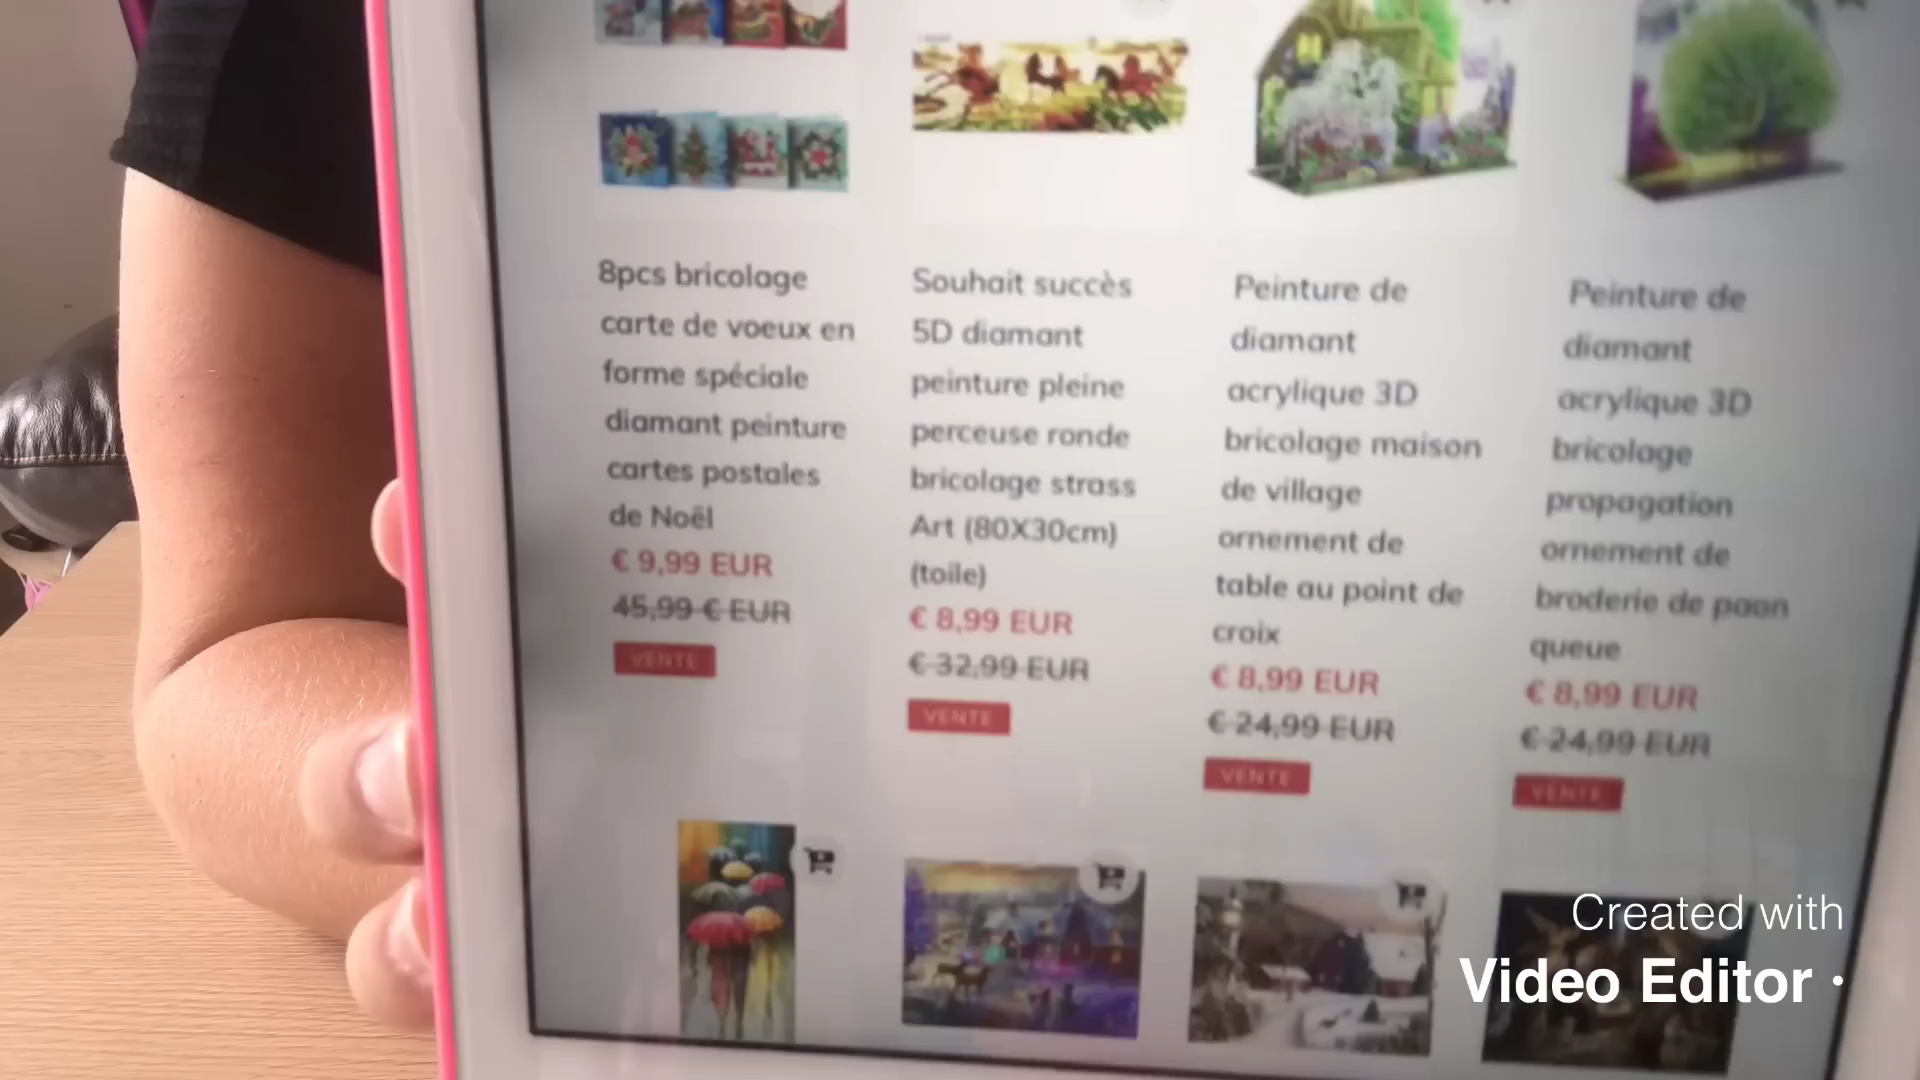 8pcs bricolage
carte de voeux en
forme spéciale
diamant peinture
cartes postales
de Noël
€ 9,99 EUR
45,99 € EUR
VENTE
Souhait succès
5D diamant
peinture pleine
perceuse ronde
bricolage strass
Art (80X30cm)
(toile)
€ 8,99 EUR
€ 32,99 EUR
VENTE
Peinture de
diamant
acrylique 3D
bricolage maison
de village
ornement de
table au point de
croix
€ 8,99 EUR
€ 24,99 EUR
VENTE
Peinture de
diamant
acrylique 3D
bricolage
propagation
ornement de
broderie de paon
queue
€ 8,99 EUR
€ 24,99 EUR
VENTE
Created with
Video Editor ·